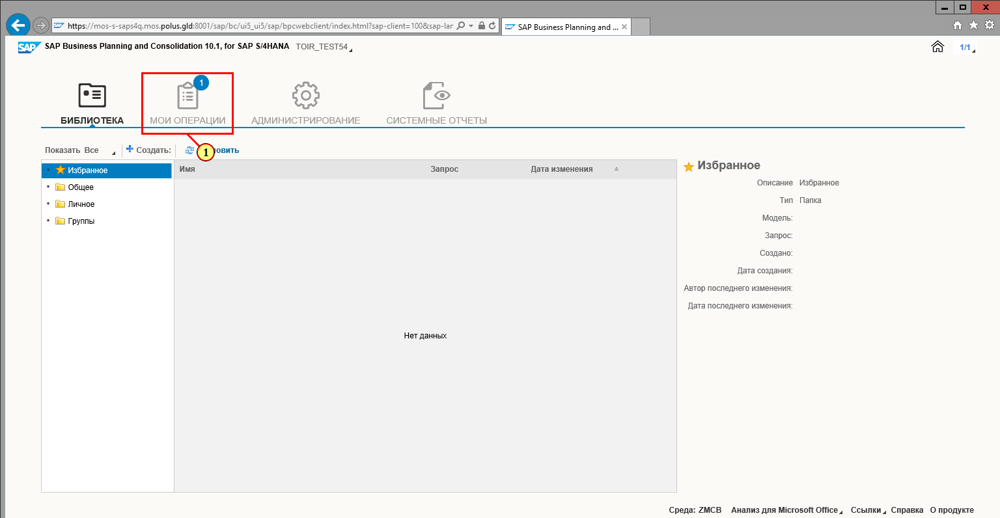 https://mos-s-saps4q.mos.polus.gld:8001/sap/bc/ui5_ui5/sap/bpcwebclient/index.html?sap-client=100&sap-lar
SAP Business Planning and ...
SAP
SAP Business Planning and Consolidation 10.1, for SAP S/4HANA TOIR_TEST54
1/1
1
БИБЛИОТЕКА МОИ ОПЕРАЦИИ АДМИНИСТРИРОВАНИЕ СИСТЕМНЫЕ ОТЧЕТЫ
Показать Все Создать: 1 овить
Избранное
Общее
Личное
Группы
Имя Запрос Дата изменения
Нет данных
Избранное
Описание Избранное
Тип Папка
Модель:
Запрос:
Создано:
Дата создания:
Автор последнего изменения:
Дата последнего изменения:
Среда: ZMCB Анализ для Microsoft Office Ссылки Справка О продукте